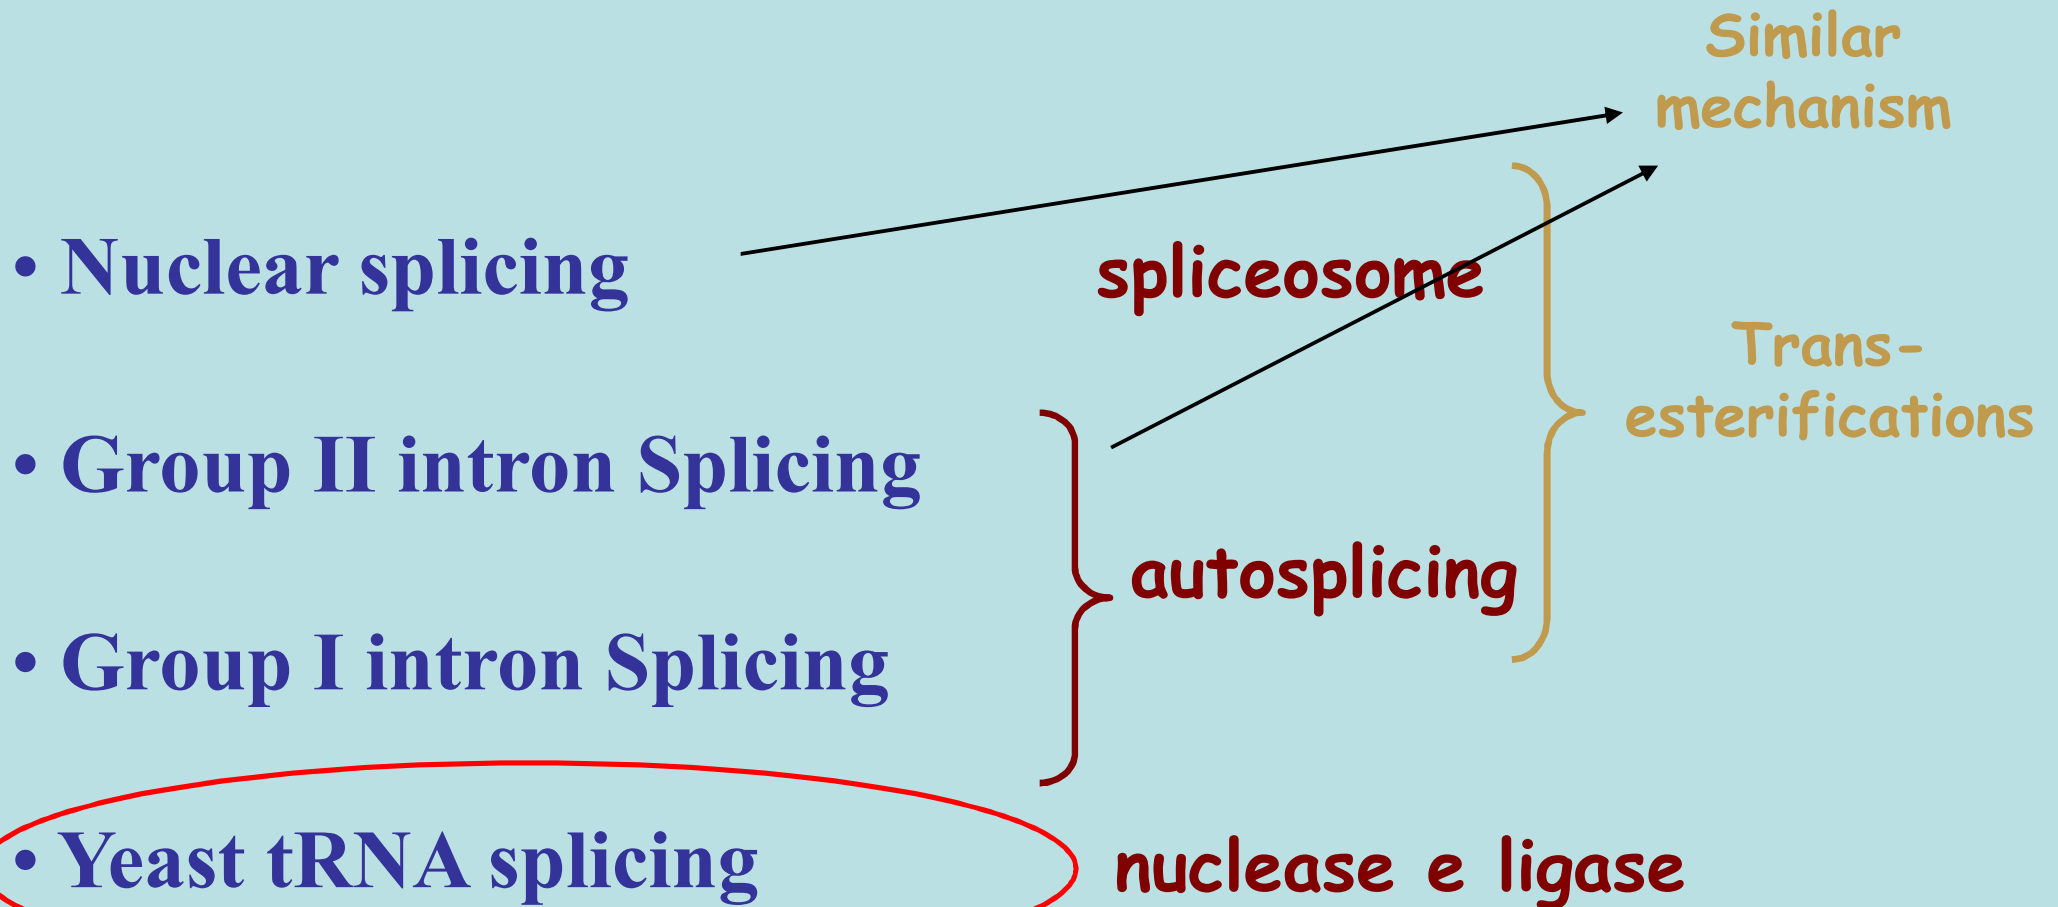 Similar
mechanism
• Nuclear splicing
spliceosome
Trans-
esterifications
• Group II intron Splicing
autosplicing
• Group I intron Splicing
• Yeast tRNA splicing
nuclease e ligase